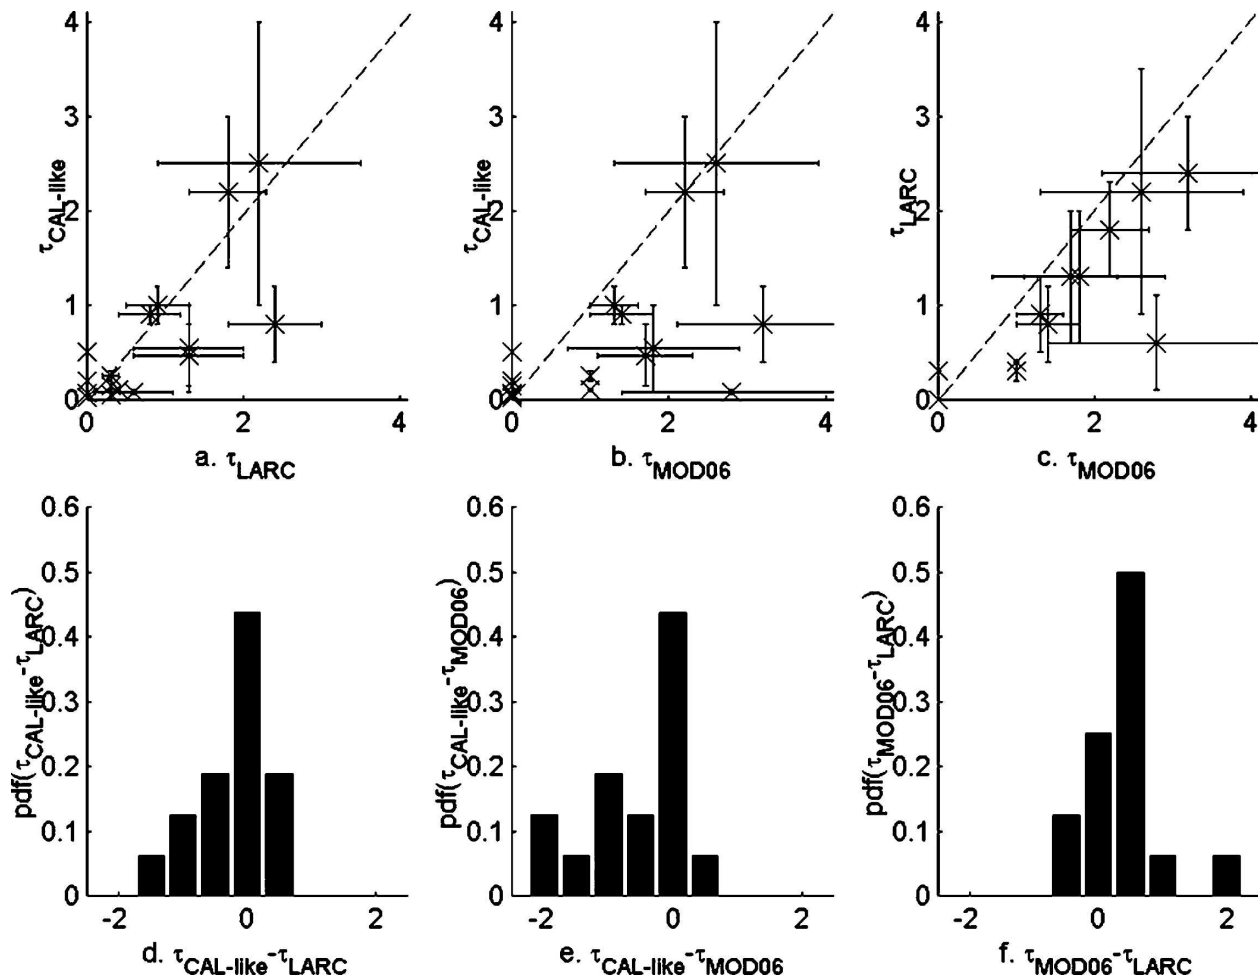 4
3
2
1
0
τCAL-like
0 2 4
a. τLARC
4
3
2
1
0
τCAL-like
0 2 4
b. τMOD06
4
3
2
1
0
τLARC
0 2 4
c. τMOD06
0.6
0.5
0.4
0.3
0.2
0.1
0
pdf(τCAL-like-τLARC)
-2 0 2
d. τCAL-like-τLARC
0.6
0.5
0.4
0.3
0.2
0.1
0
pdf(τCAL-like-τMOD06)
-2 0 2
e. τCAL-like-τMOD06
0.6
0.5
0.4
0.3
0.2
0.1
0
pdf(τMOD06-τLARC)
-2 0 2
f. τMOD06-τLARC